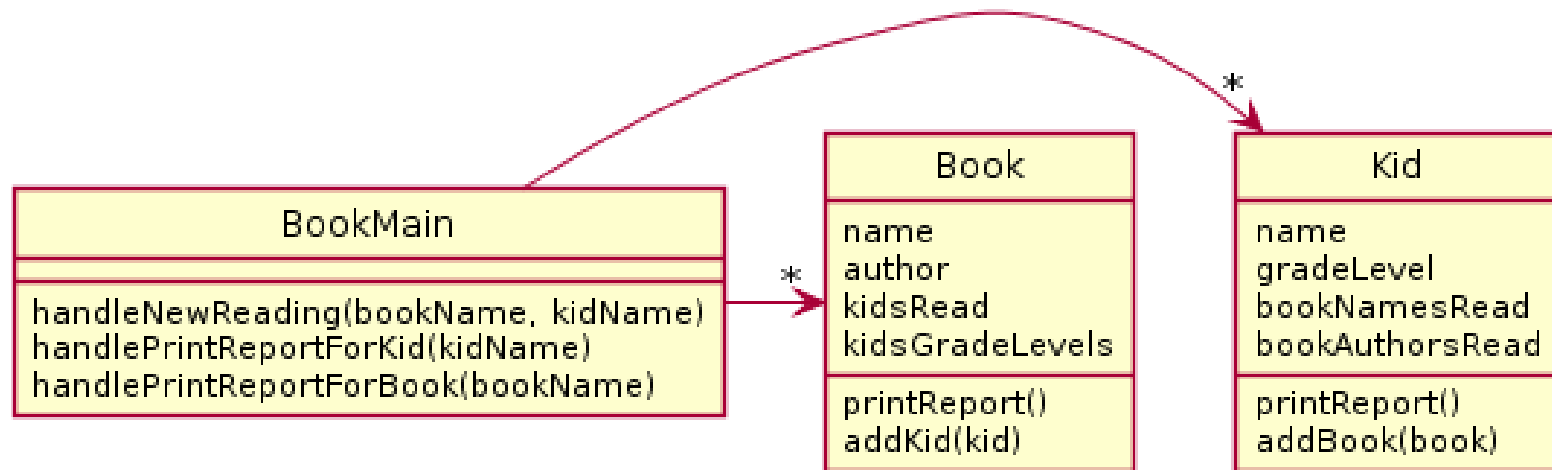 *
BookMain
handleNewReading(bookName, kidName)
handlePrintReportForKid(kidName)
handlePrintReportForBook(bookName)
*
Book
name
author
kidsRead
kidsGradeLevels
printReport()
addKid(kid)
Kid
name
gradeLevel
bookNamesRead
bookAuthorsRead
printReport()
addBook(book)